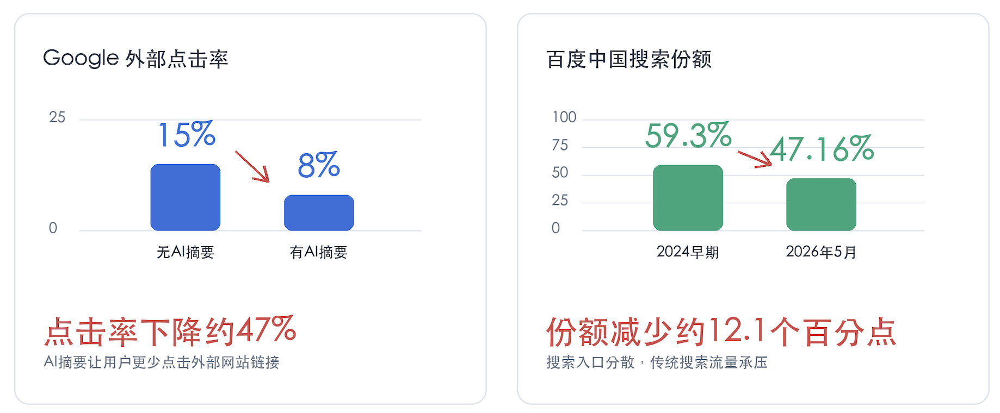 Google 外部点击率
25
15%
8%
0
无AI摘要
有AI摘要
点击率下降约47%
AI摘要让用户更少点击外部网站链接
百度中国搜索份额
100
59.3%
47.16%
75
50
25
0
2024早期
2026年5月
份额减少约12.1个百分点
搜索入口分散，传统搜索流量承压